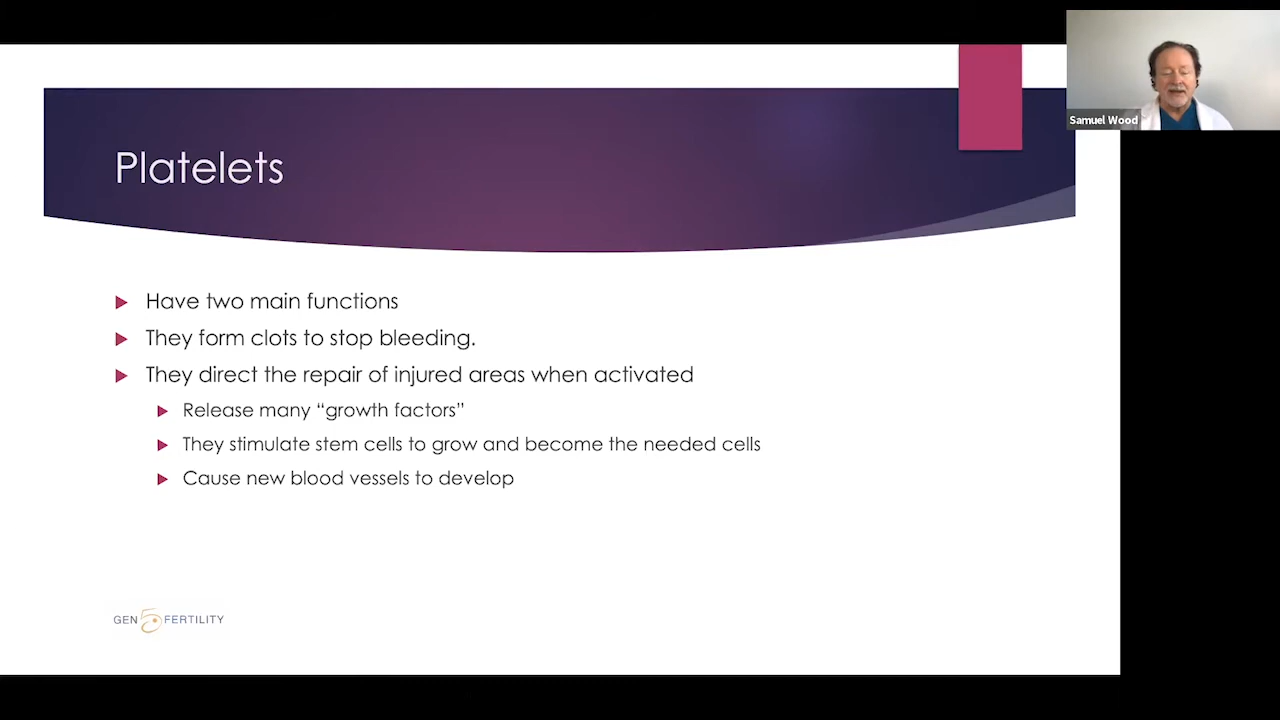 Platelets
Have two main functions
They form clots to stop bleeding.
They direct the repair of injured areas when activated
Release many “growth factors”
They stimulate stem cells to grow and become the needed cells
Cause new blood vessels to develop
GEN 5 FERTILITY
Samuel Wood